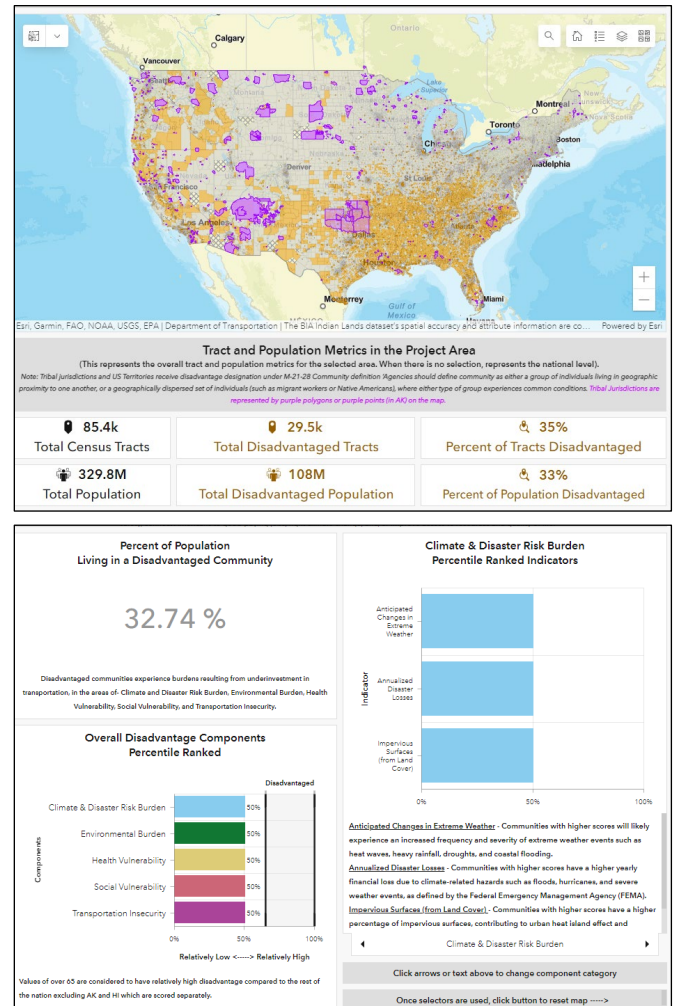 Calgary
Ontario
Vancouver
Seattle
Montana
Lake
Superior
Montreal
New
Brunswick
Nova Scotia
Toronto
Boston
Chicago
Denver
St Louis
Los Angeles
Dallas
Atlanta
Houston
Monterrey
Gulf of
Mexico
Miami
MÉXICO
Havana
Esri, Garmin, FAO, NOAA, USGS, EPA | Department of Transportation | The BIA Indian Lands dataset's spatial accuracy and attribute information are co... Powered by Esri
Tract and Population Metrics in the Project Area
(This represents the overall tract and population metrics for the selected area. When there is no selection, represents the national level).
Note: Tribal jurisdictions and US Territories receive disadvantage designation under M-21-28 Community definition 'Agencies should define community as either a group of individuals living in geographic
proximity to one another, or a geographically dispersed set of individuals (such as migrant workers or Native Americans), where either type of group experiences common conditions. Tribal Jurisdictions are
represented by purple polygons or purple points (in AK) on the map.
85.4k
Total Census Tracts
29.5k
Total Disadvantaged Tracts
35%
Percent of Tracts Disadvantaged
329.8M
Total Population
108M
Total Disadvantaged Population
33%
Percent of Population Disadvantaged
Percent of Population
Living in a Disadvantaged Community
32.74 %
Disadvantaged communities experience burdens resulting from underinvestment in
transportation, in the areas of- Climate and Disaster Risk Burden, Environmental Burden, Health
Vulnerability, Social Vulnerability, and Transportation Insecurity.
Overall Disadvantage Components
Percentile Ranked
Disadvantaged
Components
Climate & Disaster Risk Burden 50%
Environmental Burden 50%
Health Vulnerability 50%
Social Vulnerability 50%
Transportation Insecurity 50%
0% 50% 100%
Relatively Low <-----> Relatively High
Values of over 65 are considered to have relatively high disadvantage compared to the rest of
the nation excluding AK and HI which are scored separately.
Climate & Disaster Risk Burden
Percentile Ranked Indicators
Indicator
Anticipated
Changes in
Extreme
Weather
Annualized
Disaster
Losses
Impervious
Surfaces
(from Land
Cover)
0% 50% 100%
Anticipated Changes in Extreme Weather - Communities with higher scores will likely
experience an increased frequency and severity of extreme weather events such as
heat waves, heavy rainfall, droughts, and coastal flooding.
Annualized Disaster Losses - Communities with higher scores have a higher yearly
financial loss due to climate-related hazards such as floods, hurricanes, and severe
weather events, as defined by the Federal Emergency Management Agency (FEMA).
Impervious Surfaces (from Land Cover) - Communities with higher scores have a higher
percentage of impervious surfaces, contributing to urban heat island effect and
Climate & Disaster Risk Burden
Click arrows or text above to change component category
Once selectors are used, click button to reset map ----->